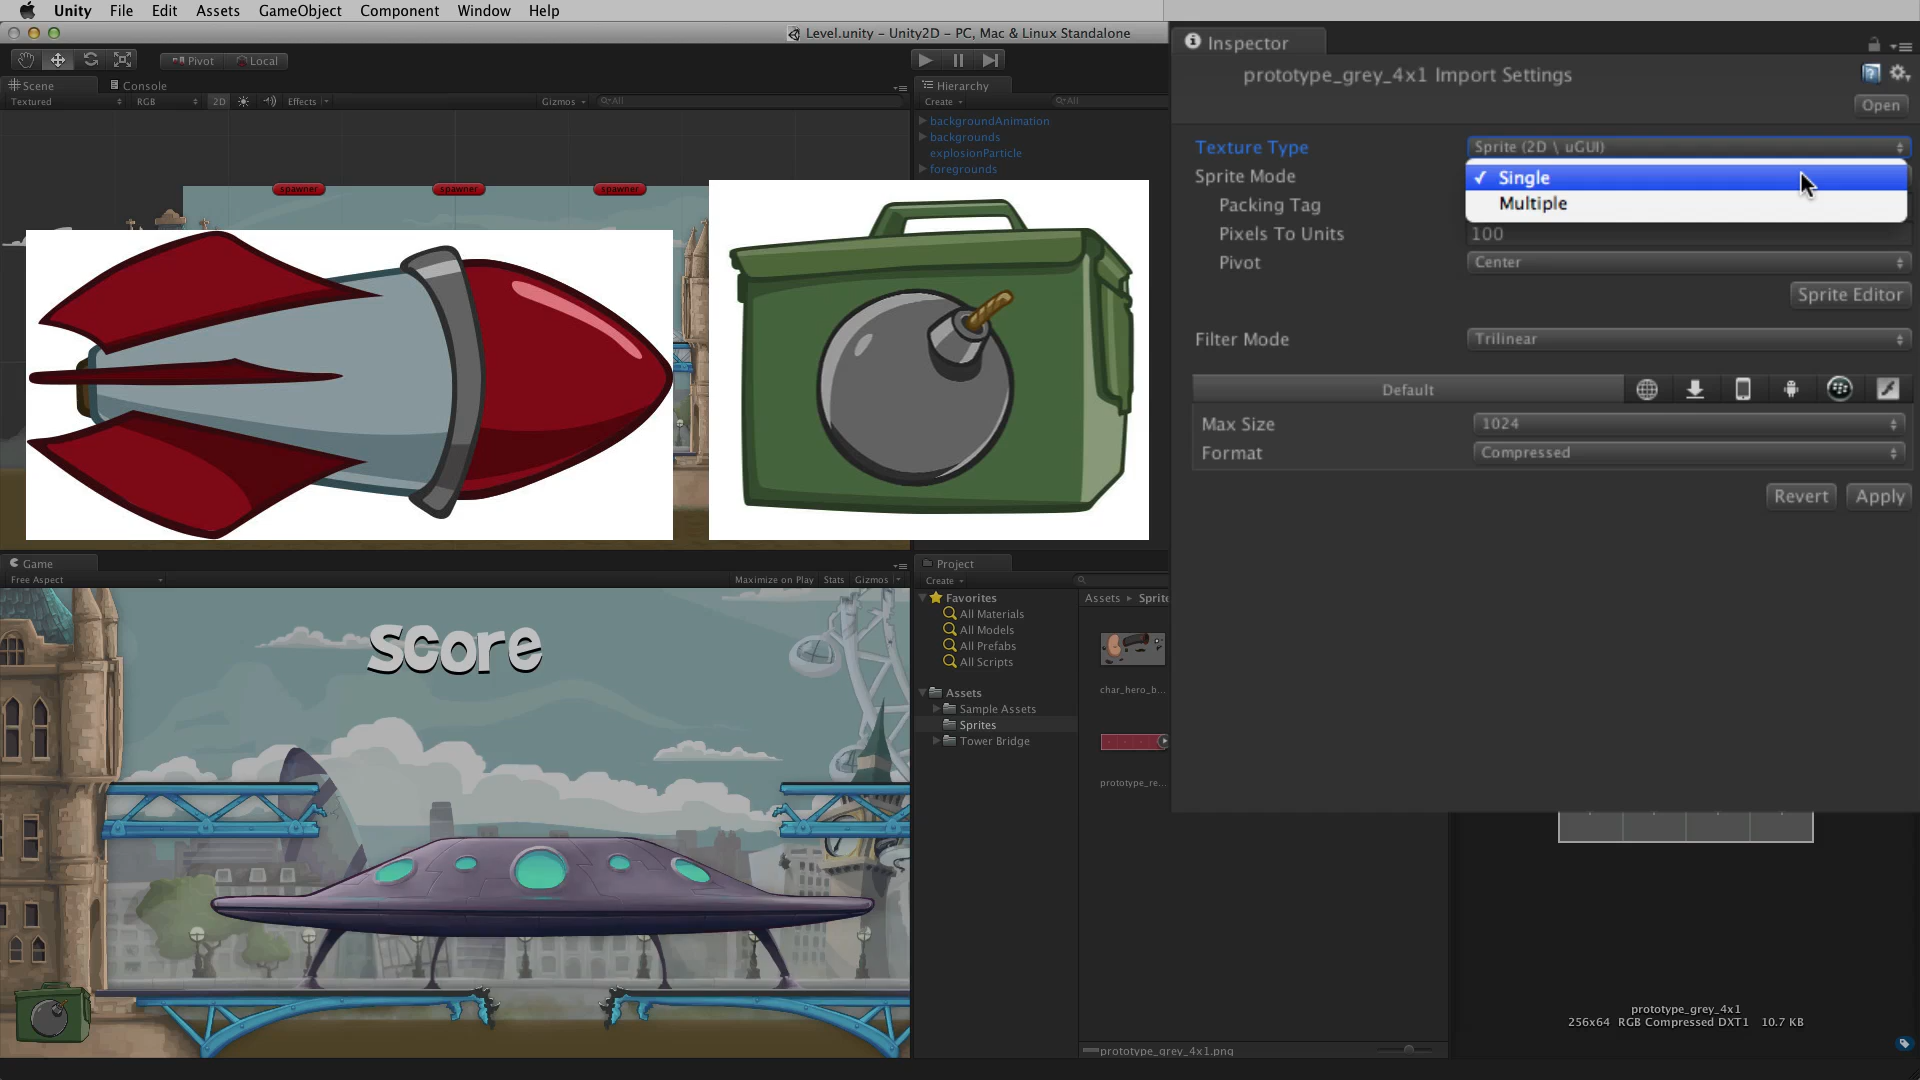 Unity File Edit Assets GameObject Component Window Help
Level.unity - Unity2D - PC, Mac & Linux Standalone
Pivot Local
Scene Console
Textured RGB 2D Effects Gizmos All
Hierarchy
Create All
backgroundAnimation
backgrounds
explosionParticle
foregrounds
spawner spawner spawner
Inspector
prototype_grey_4x1 Import Settings
Open
Texture Type Sprite (2D \ uGUI)
Sprite Mode
✓ Single
Multiple
Packing Tag
Pixels To Units 100
Pivot Center
Sprite Editor
Filter Mode Trilinear
Default
Max Size 1024
Format Compressed
Revert Apply
Game
Free Aspect Maximize on Play Stats Gizmos
score
Project
Create
Favorites
All Materials
All Models
All Prefabs
All Scripts
Assets
Sample Assets
Sprites
Tower Bridge
Assets ▸ Sprite
char_hero_b...
prototype_re...
prototype_grey_4x1.png
prototype_grey_4x1
256x64 RGB Compressed DXT1 10.7 KB